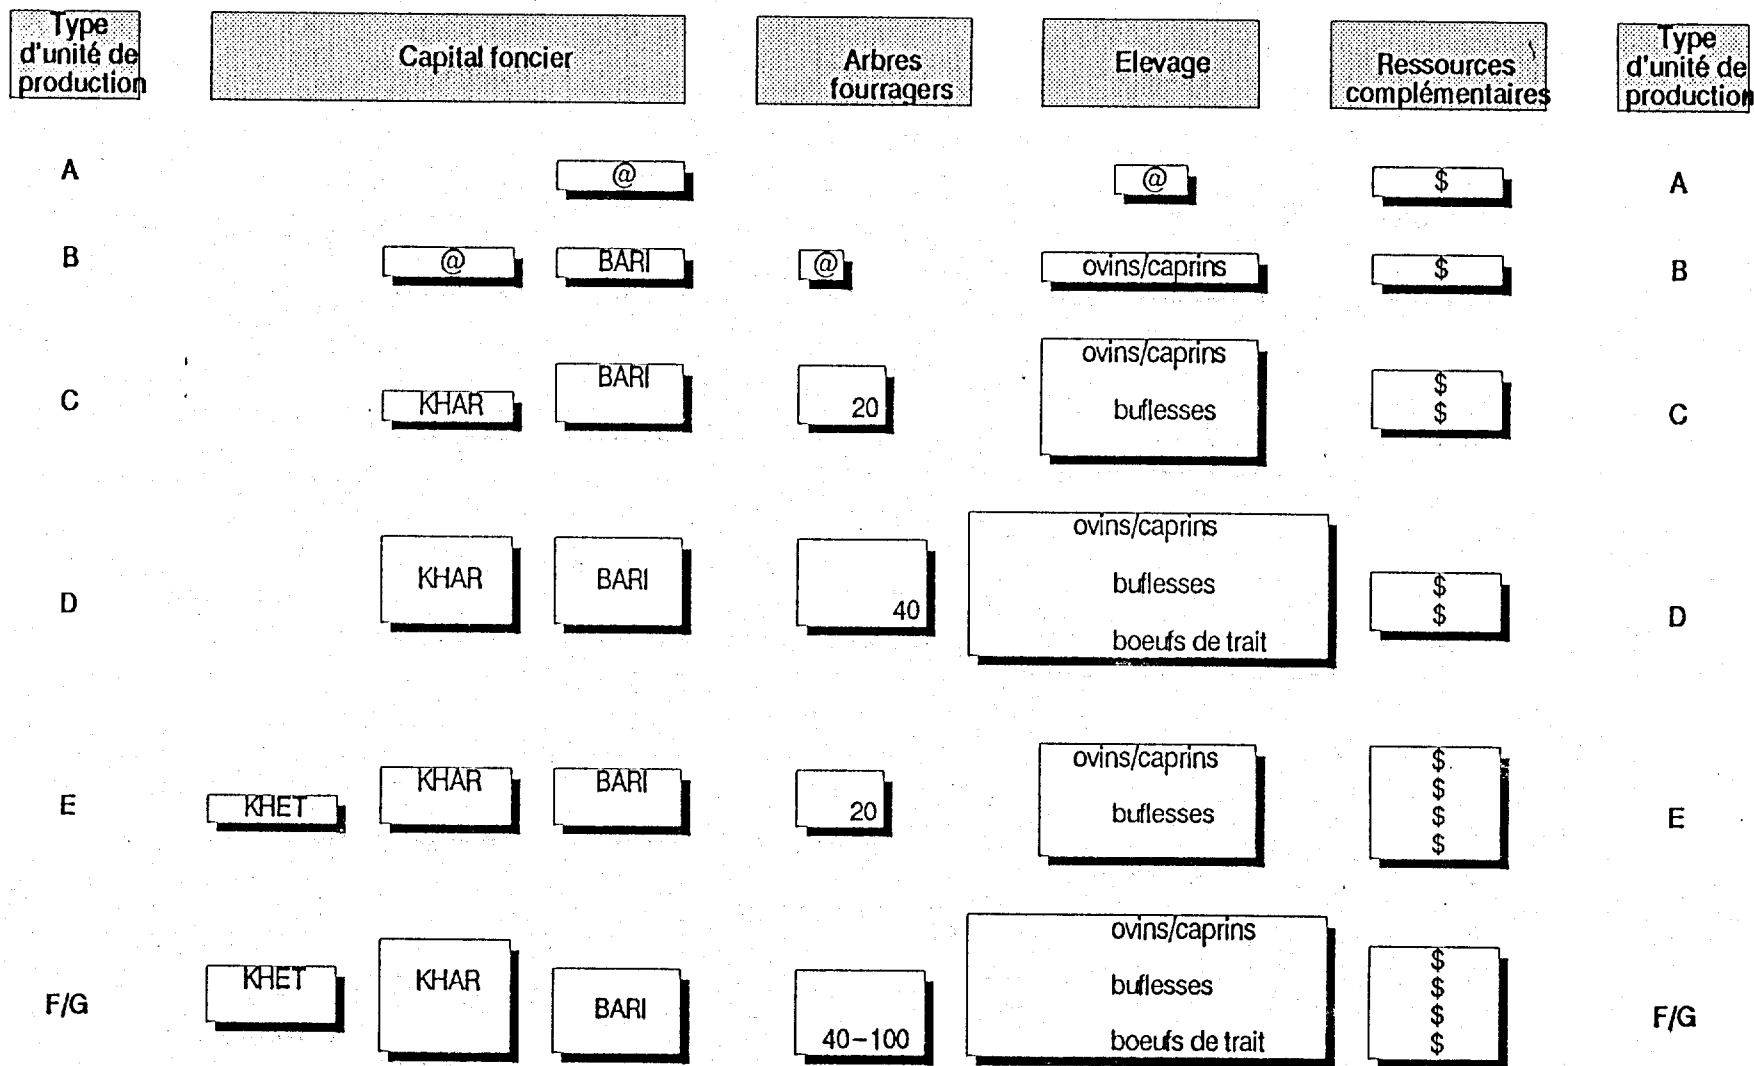 Type
d'unité de
production
Capital foncier
Arbres
fourragers
Elevage
Ressources
complémentaires
Type
d'unité de
production
A
@
@
$
A
B
@
BARI
@
ovins/caprins
$
B
C
KHAR
BARI
20
ovins/caprins
buflesses
$
$
C
D
KHAR
BARI
40
ovins/caprins
buflesses
boeufs de trait
$
$
D
E
KHET
KHAR
BARI
20
ovins/caprins
buflesses
$
$
$
$
E
F/G
KHET
KHAR
BARI
40-100
ovins/caprins
buflesses
boeufs de trait
$
$
$
$
F/G